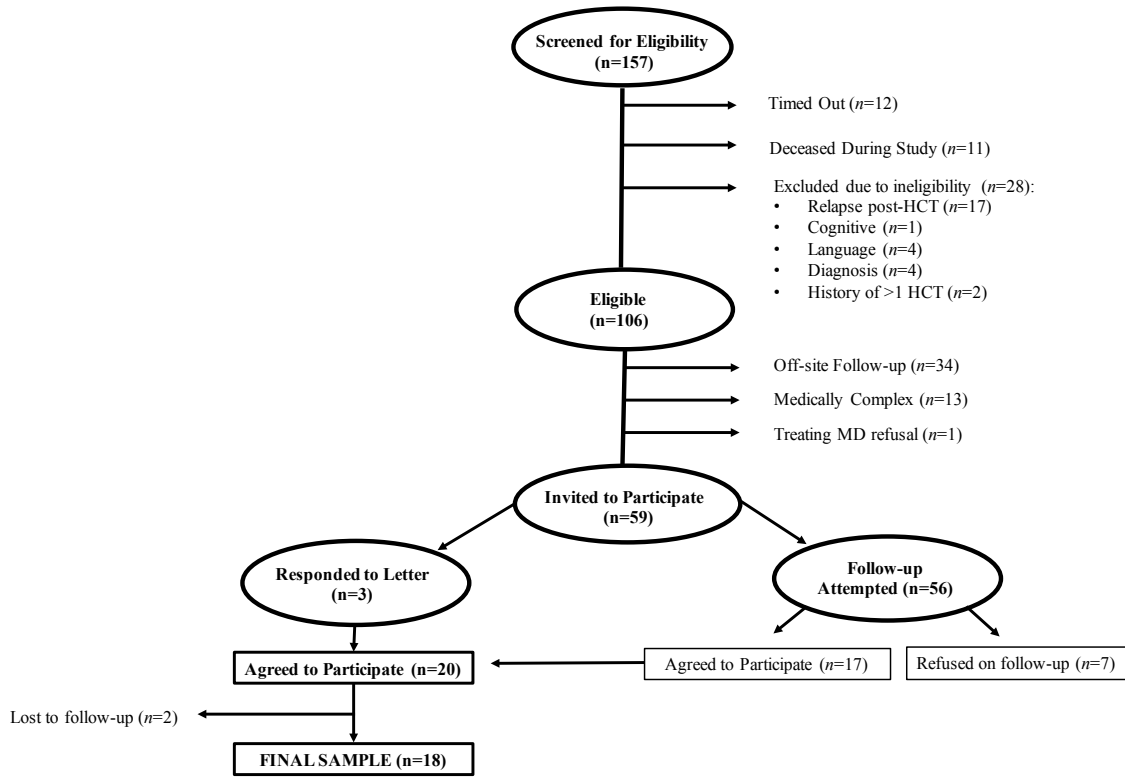 Screened for Eligibility
(n=157)
Timed Out (n=12)
Deceased During Study (n=11)
Excluded due to ineligibility (n=28):
• Relapse post-HCT (n=17)
• Cognitive (n=1)
• Language (n=4)
• Diagnosis (n=4)
• History of >1 HCT (n=2)
Eligible
(n=106)
Off-site Follow-up (n=34)
Medically Complex (n=13)
Treating MD refusal (n=1)
Invited to Participate
(n=59)
Responded to Letter
(n=3)
Follow-up
Attempted (n=56)
Agreed to Participate (n=20)
Agreed to Participate (n=17)
Refused on follow-up (n=7)
Lost to follow-up (n=2)
FINAL SAMPLE (n=18)